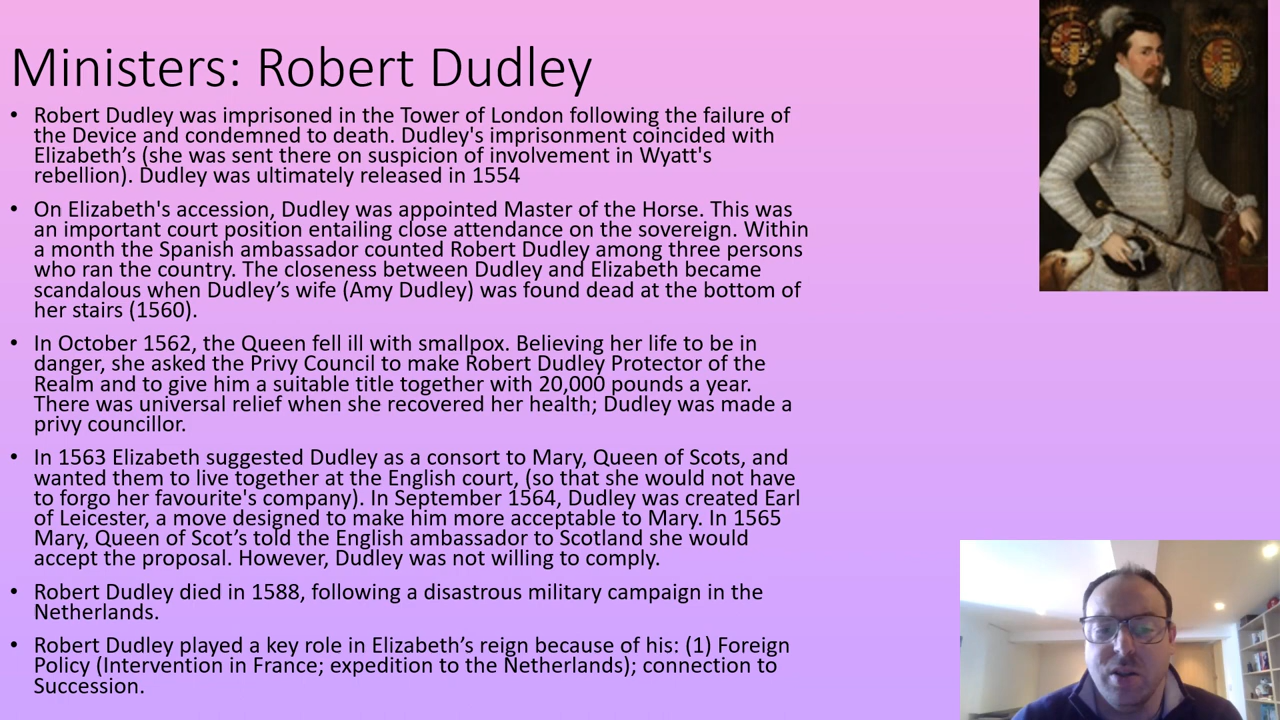 Ministers: Robert Dudley
• Robert Dudley was imprisoned in the Tower of London following the failure of
the Device and condemned to death. Dudley's imprisonment coincided with
Elizabeth’s (she was sent there on suspicion of involvement in Wyatt's
rebellion). Dudley was ultimately released in 1554
• On Elizabeth's accession, Dudley was appointed Master of the Horse. This was
an important court position entailing close attendance on the sovereign. Within
a month the Spanish ambassador counted Robert Dudley among three persons
who ran the country. The closeness between Dudley and Elizabeth became
scandalous when Dudley’s wife (Amy Dudley) was found dead at the bottom of
her stairs (1560).
• In October 1562, the Queen fell ill with smallpox. Believing her life to be in
danger, she asked the Privy Council to make Robert Dudley Protector of the
Realm and to give him a suitable title together with 20,000 pounds a year.
There was universal relief when she recovered her health; Dudley was made a
privy councillor.
• In 1563 Elizabeth suggested Dudley as a consort to Mary, Queen of Scots, and
wanted them to live together at the English court, (so that she would not have
to forgo her favourite's company). In September 1564, Dudley was created Earl
of Leicester, a move designed to make him more acceptable to Mary. In 1565
Mary, Queen of Scot’s told the English ambassador to Scotland she would
accept the proposal. However, Dudley was not willing to comply.
• Robert Dudley died in 1588, following a disastrous military campaign in the
Netherlands.
• Robert Dudley played a key role in Elizabeth’s reign because of his: (1) Foreign
Policy (Intervention in France; expedition to the Netherlands); connection to
Succession.